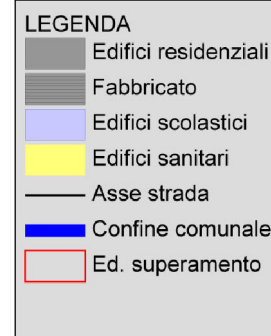 LEGENDA
Edifici residenziali
Fabbricato
Edifici scolastici
Edifici sanitari
Asse strada
Confine comunale
Ed. superamento